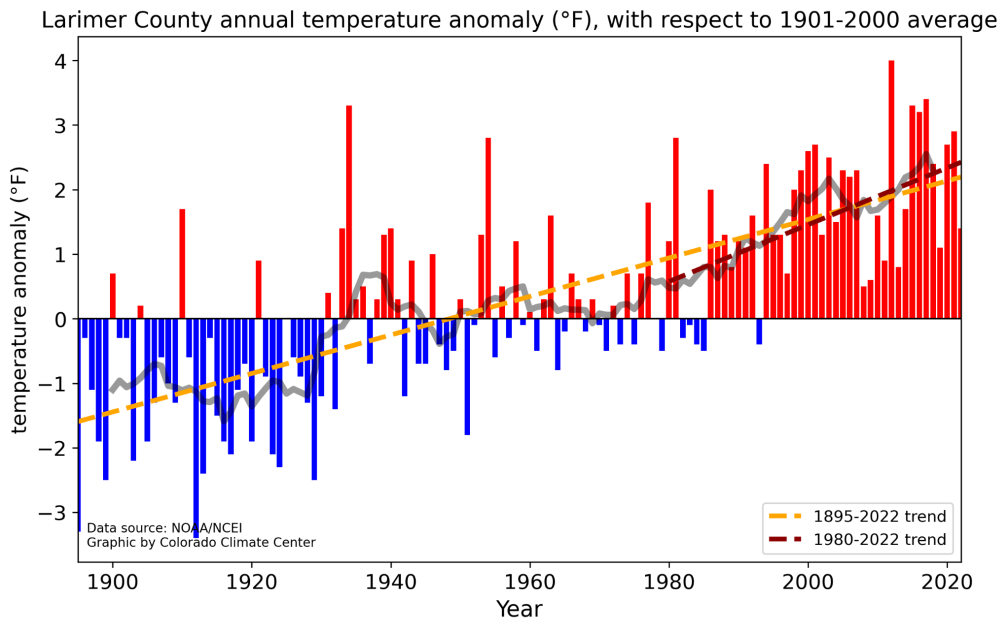 Larimer County annual temperature anomaly (°F), with respect to 1901-2000 average
temperature anomaly (°F)
4
3
2
1
0
−1
−2
−3
Data source: NOAA/NCEI
Graphic by Colorado Climate Center
1895-2022 trend
1980-2022 trend
1900 1920 1940 1960 1980 2000 2020
Year